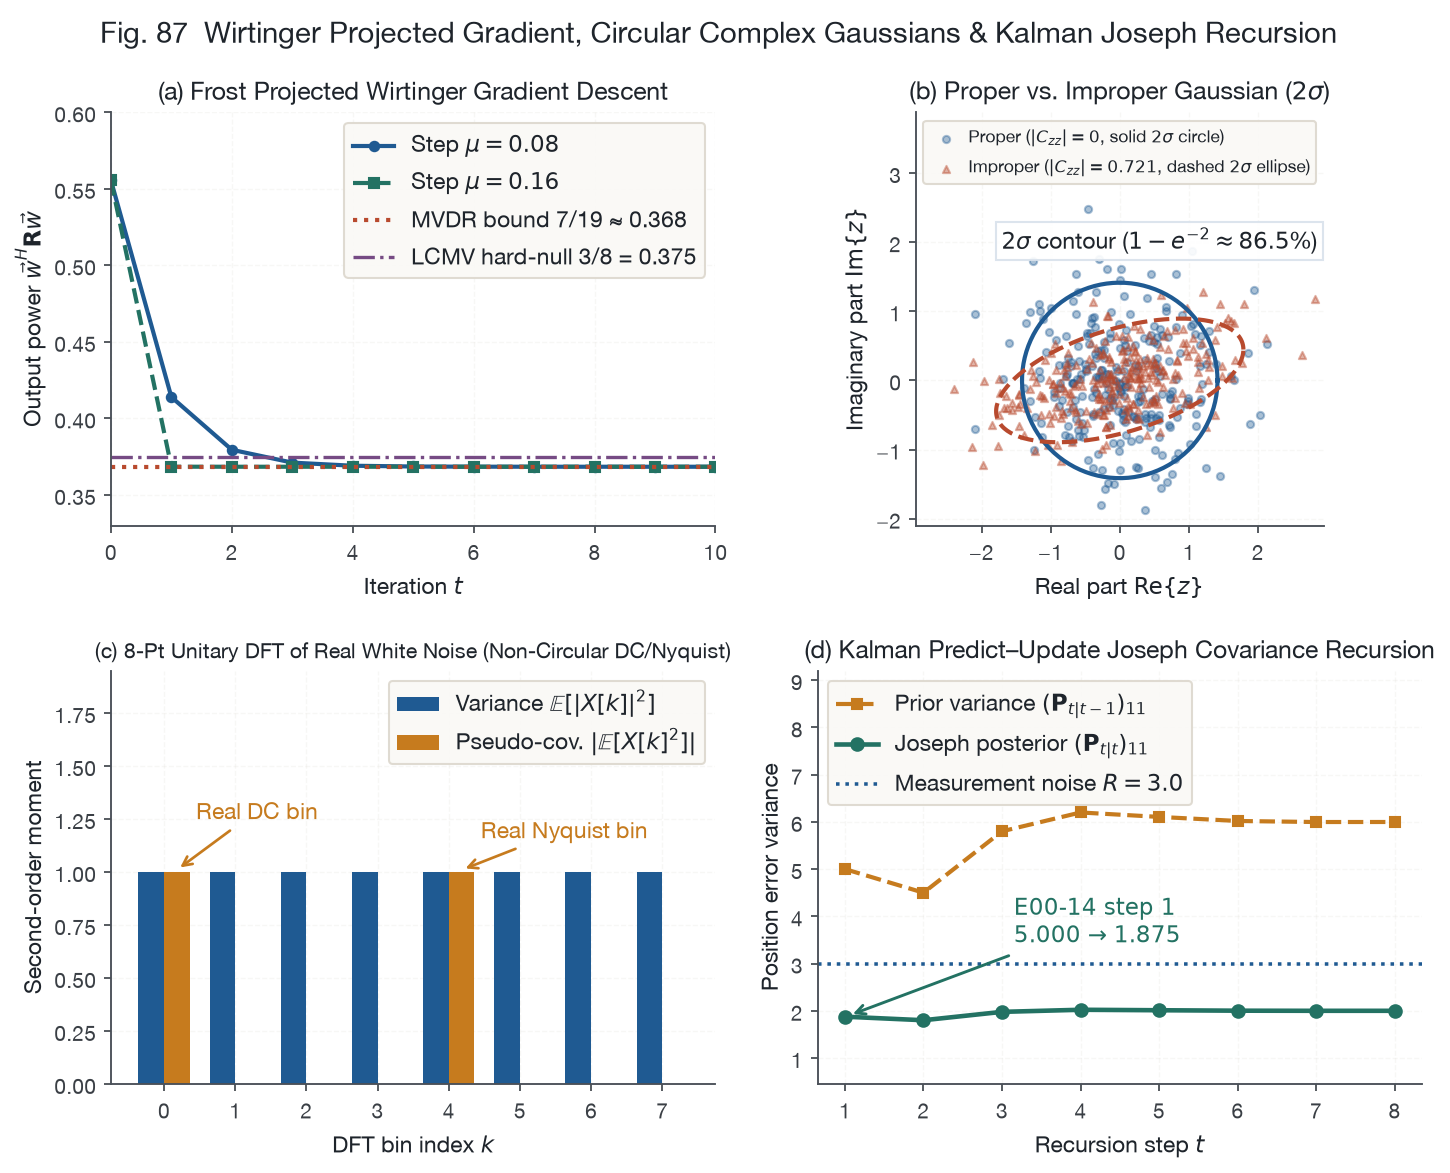 Fig. 87  Wirtinger Projected Gradient, Circular Complex Gaussians & Kalman Joseph Recursion
(a) Frost Projected Wirtinger Gradient Descent
Output power $\vec{w}^H \mathbf{R} \vec{w}$
0.60
0.55
0.50
0.45
0.40
0.35
Step μ = 0.08
Step μ = 0.16
MVDR bound 7/19 ≈ 0.368
LCMV hard-null 3/8 = 0.375
0 2 4 6 8 10
Iteration t
(b) Proper vs. Improper Gaussian (2σ)
Imaginary part Im{z}
3
2
1
0
−1
−2
Proper (|C_{zz}| = 0, solid 2σ circle)
Improper (|C_{zz}| = 0.721, dashed 2σ ellipse)
2σ contour (1 − e^{−2} ≈ 86.5%)
−2 −1 0 1 2
Real part Re{z}
(c) 8-Pt Unitary DFT of Real White Noise (Non-Circular DC/Nyquist)
Second-order moment
1.75
1.50
1.25
1.00
0.75
0.50
0.25
0.00
Variance 𝔼[|X[k]|²]
Pseudo-cov. |𝔼[X[k]²]|
Real DC bin
Real Nyquist bin
0 1 2 3 4 5 6 7
DFT bin index k
(d) Kalman Predict–Update Joseph Covariance Recursion
Position error variance
9
8
7
6
5
4
3
2
1
Prior variance (𝐏_{t|t−1})₁₁
Joseph posterior (𝐏_{t|t})₁₁
Measurement noise R = 3.0
E00-14 step 1
5.000 → 1.875
1 2 3 4 5 6 7 8
Recursion step t